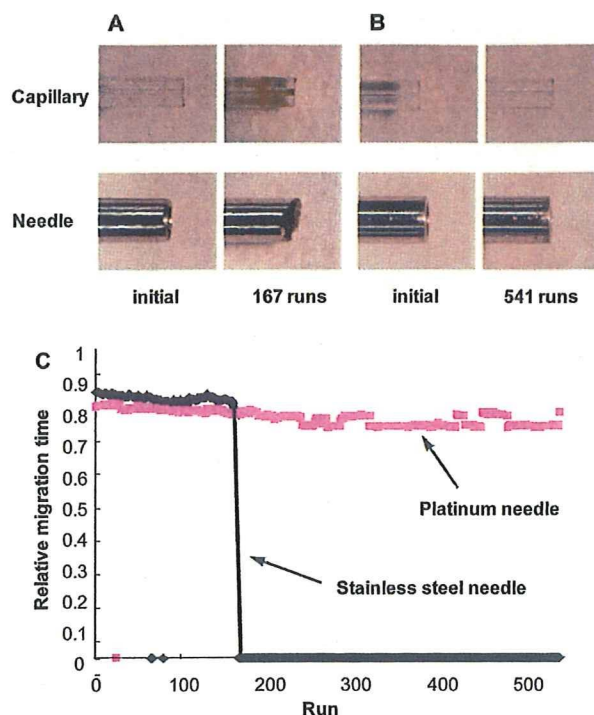 A B
Capillary
Needle
initial 167 runs initial 541 runs
C
1
0.9
0.8
0.7
0.6
0.5
0.4
0.3
0.2
0.1
0
Relative migration time
Platinum needle
Stainless steel needle
0 100 200 300 400 500
Run